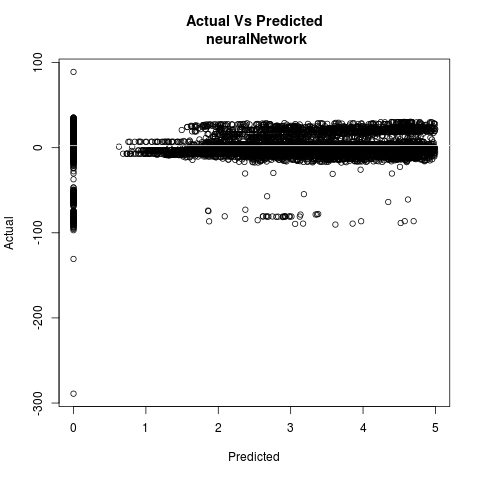 Actual Vs Predicted
neuralNetwork
100
0
-100
-200
-300
Actual
0 1 2 3 4 5
Predicted